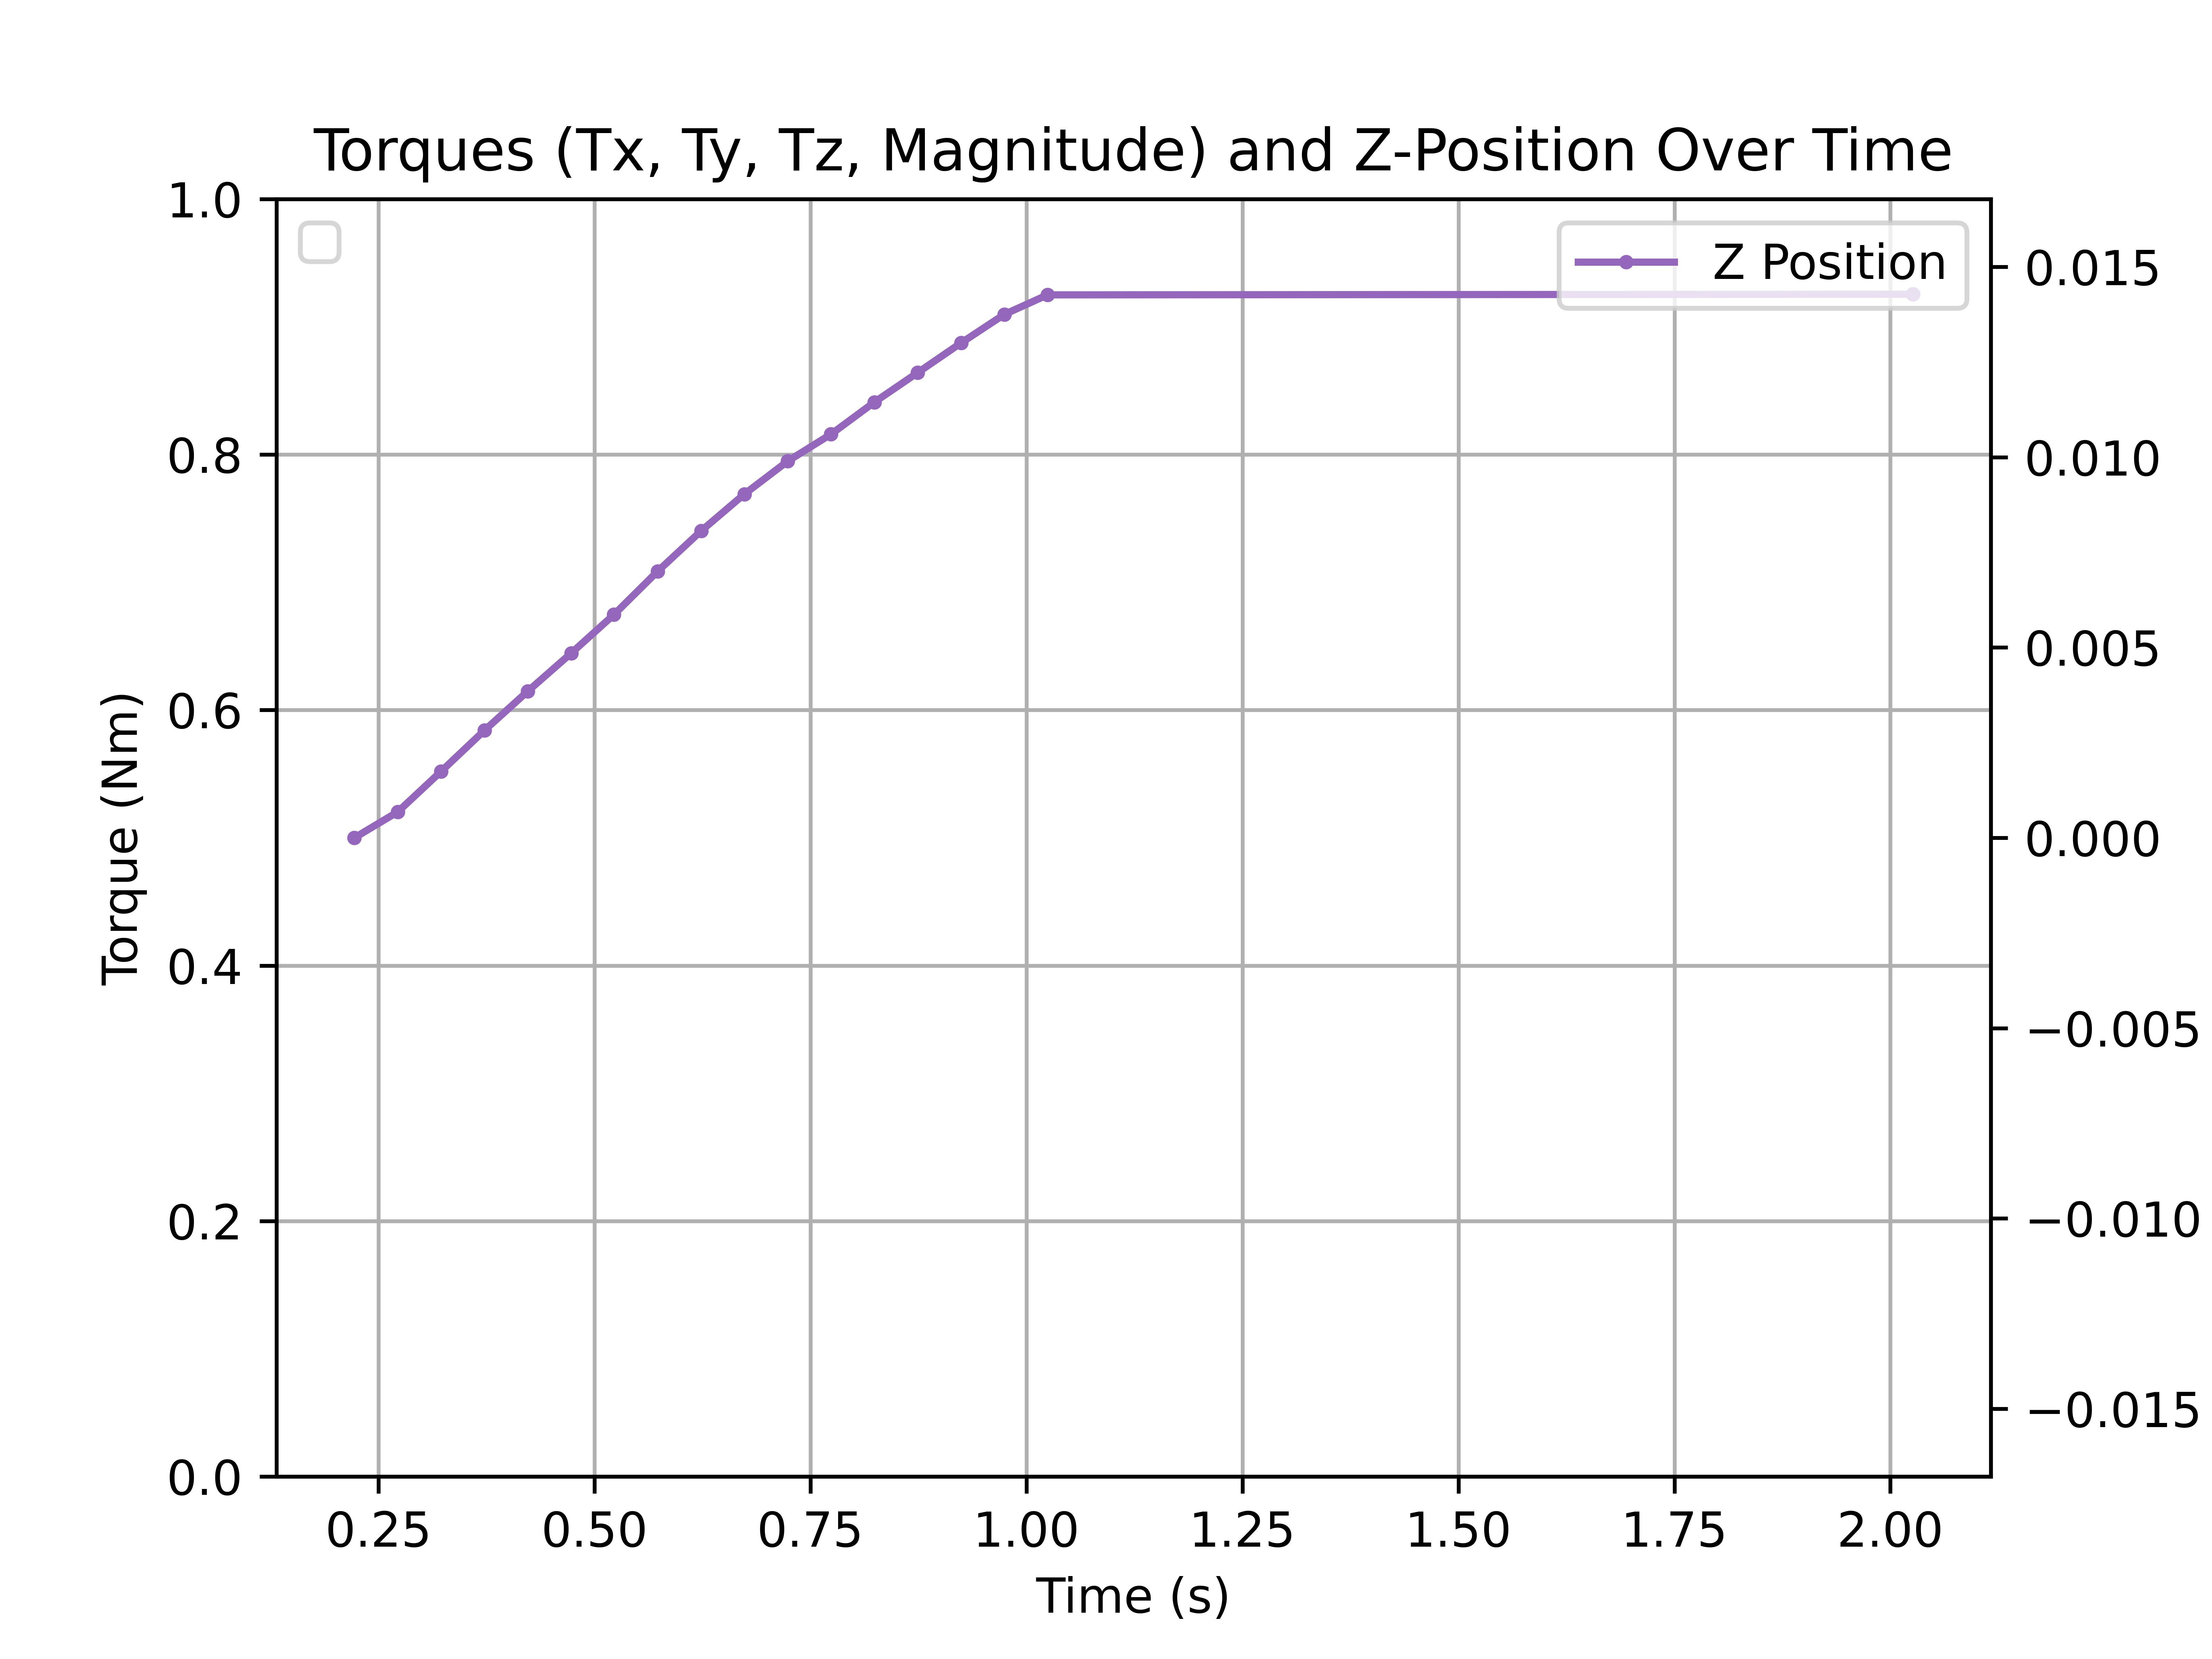 Torques (Tx, Ty, Tz, Magnitude) and Z-Position Over Time
Z Position
1.0
0.8
0.6
0.4
0.2
0.0
Torque (Nm)
0.015
0.010
0.005
0.000
−0.005
−0.010
−0.015
0.25 0.50 0.75 1.00 1.25 1.50 1.75 2.00
Time (s)